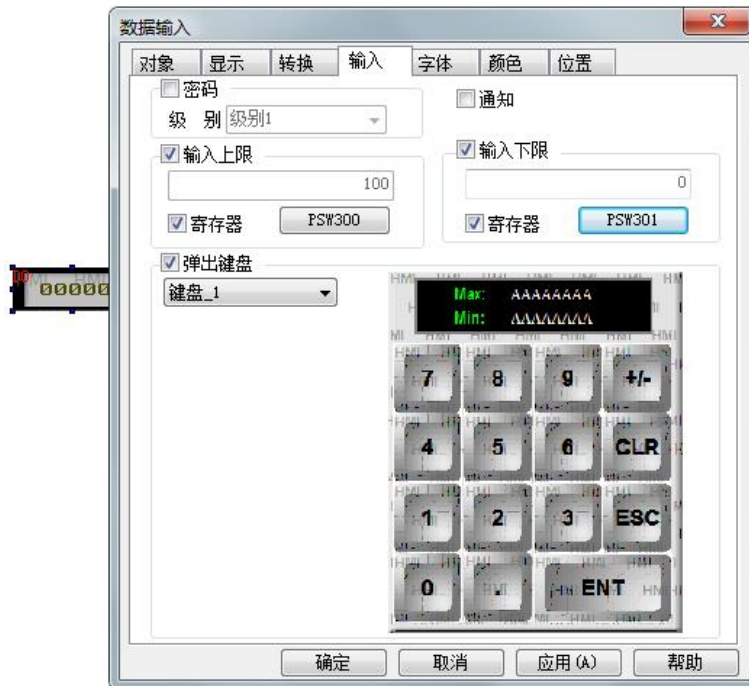 数据输入
对象 显示 转换 输入 字体 颜色 位置
密码
通知
级 别 级别1
输入上限
输入下限
100
0
寄存器 PSW300
寄存器 PSW301
弹出键盘
键盘_1
D0
00000
Max: AAAAAAAA
Min: AAAAAAAA
7 8 9 +/-
4 5 6 CLR
1 2 3 ESC
0 . ENT
确定 取消 应用(A) 帮助